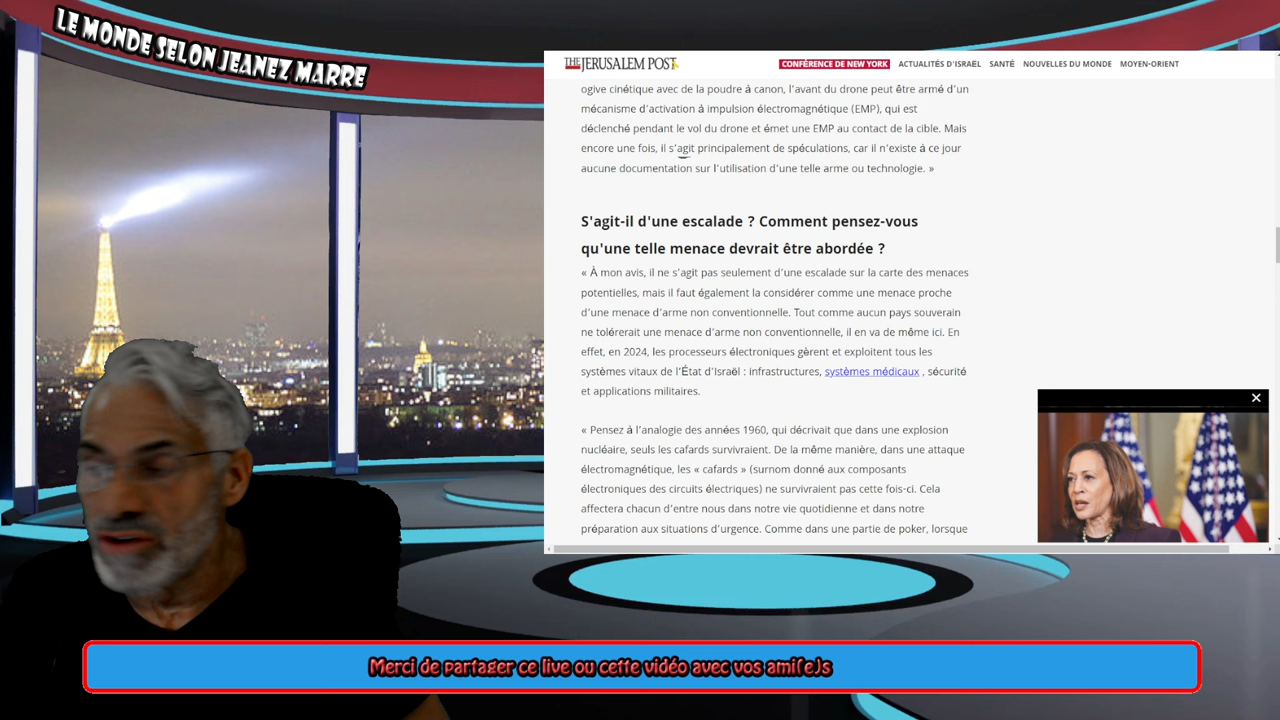 LE MONDE SELON JEANEZ MARRE
THE JERUSALEM POST
CONFÉRENCE DE NEW YORK ACTUALITÉS D'ISRAËL SANTÉ NOUVELLES DU MONDE MOYEN-ORIENT
ogive cinétique avec de la poudre à canon, l'avant du drone peut être armé d'un
mécanisme d'activation à impulsion électromagnétique (EMP), qui est
déclenché pendant le vol du drone et émet une EMP au contact de la cible. Mais
encore une fois, il s'agit principalement de spéculations, car il n'existe à ce jour
aucune documentation sur l'utilisation d'une telle arme ou technologie. »
S'agit-il d'une escalade ? Comment pensez-vous
qu'une telle menace devrait être abordée ?
« À mon avis, il ne s'agit pas seulement d'une escalade sur la carte des menaces
potentielles, mais il faut également la considérer comme une menace proche
d'une menace d'arme non conventionnelle. Tout comme aucun pays souverain
ne tolérerait une menace d'arme non conventionnelle, il en va de même ici. En
effet, en 2024, les processeurs électroniques gèrent et exploitent tous les
systèmes vitaux de l'État d'Israël : infrastructures, systèmes médicaux , sécurité
et applications militaires.
« Pensez à l'analogie des années 1960, qui décrivait que dans une explosion
nucléaire, seuls les cafards survivraient. De la même manière, dans une attaque
électromagnétique, les « cafards » (surnom donné aux composants
électroniques des circuits électriques) ne survivraient pas cette fois-ci. Cela
affectera chacun d'entre nous dans notre vie quotidienne et dans notre
préparation aux situations d'urgence. Comme dans une partie de poker, lorsque
Merci de partager ce live ou cette vidéo avec vos ami(e)s